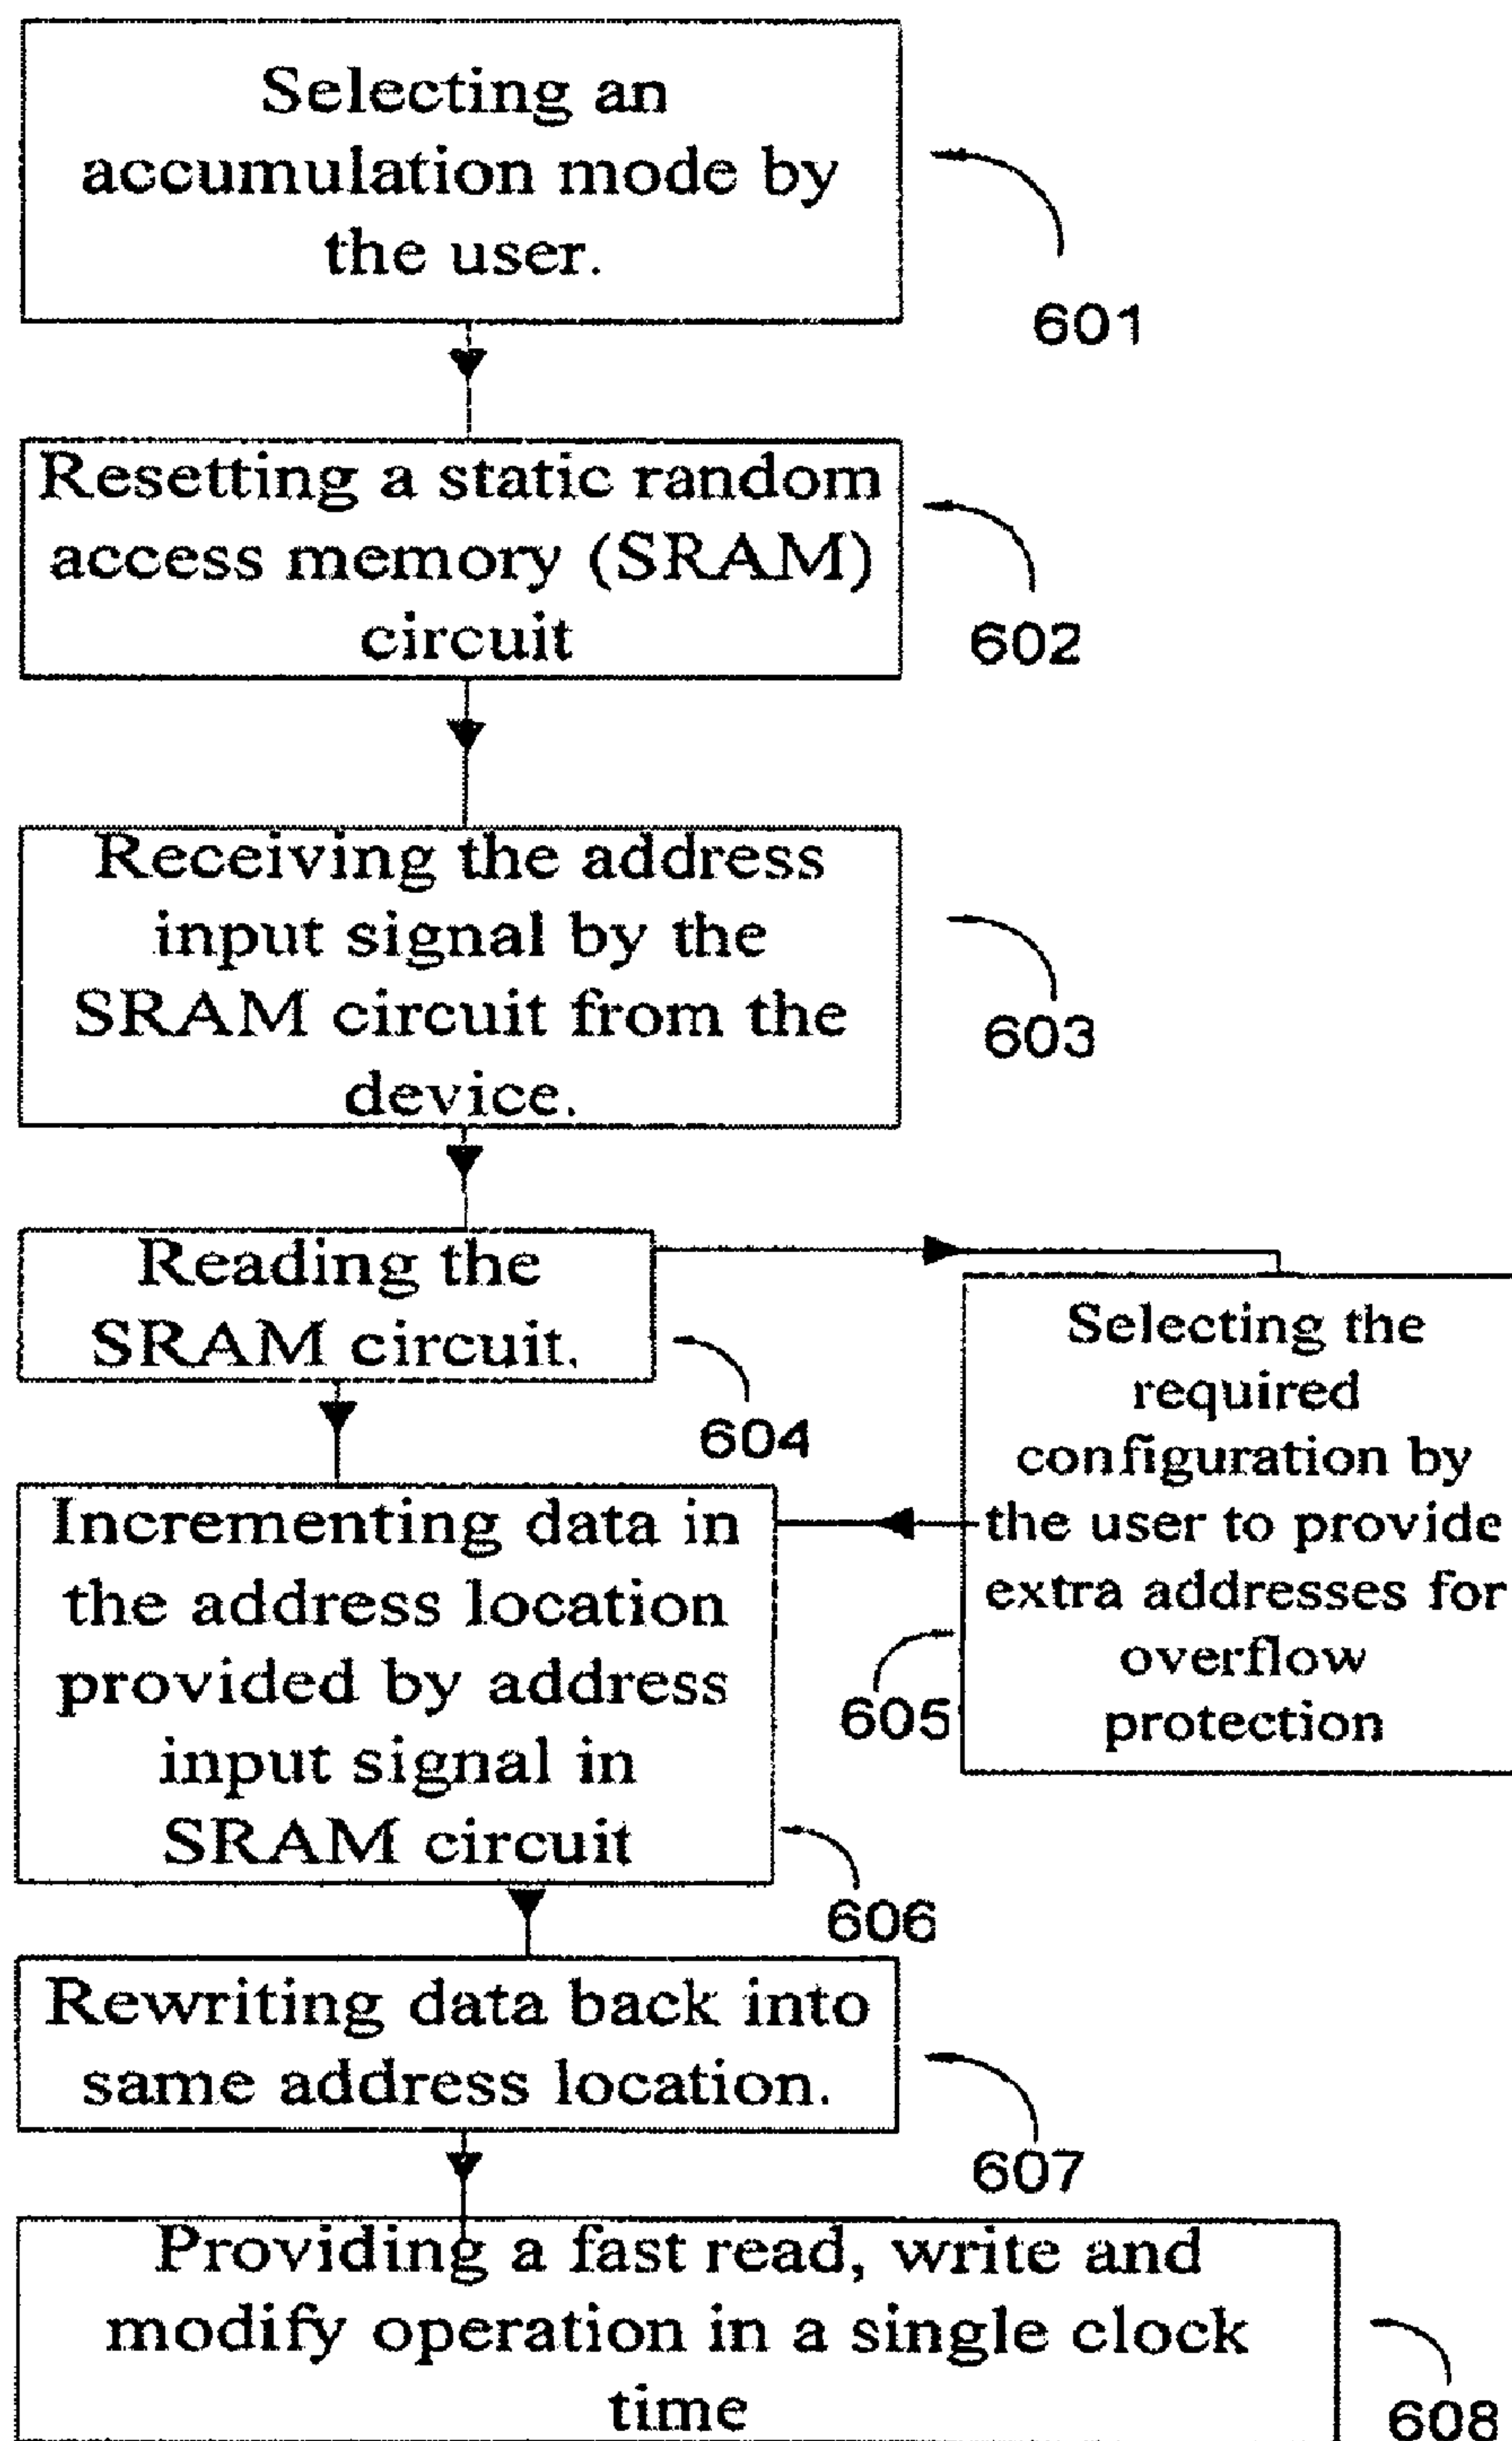 Selecting an
accumulation mode by
the user.
601
Resetting a static random
access memory (SRAM)
circuit
602
Receiving the address
input signal by the
SRAM circuit from the
device.
603
Reading the
SRAM circuit.
604
Selecting the
required
configuration by
the user to provide
extra addresses for
overflow
protection
605
Incrementing data in
the address location
provided by address
input signal in
SRAM circuit
606
Rewriting data back into
same address location.
607
Providing a fast read, write and
modify operation in a single clock
time
608